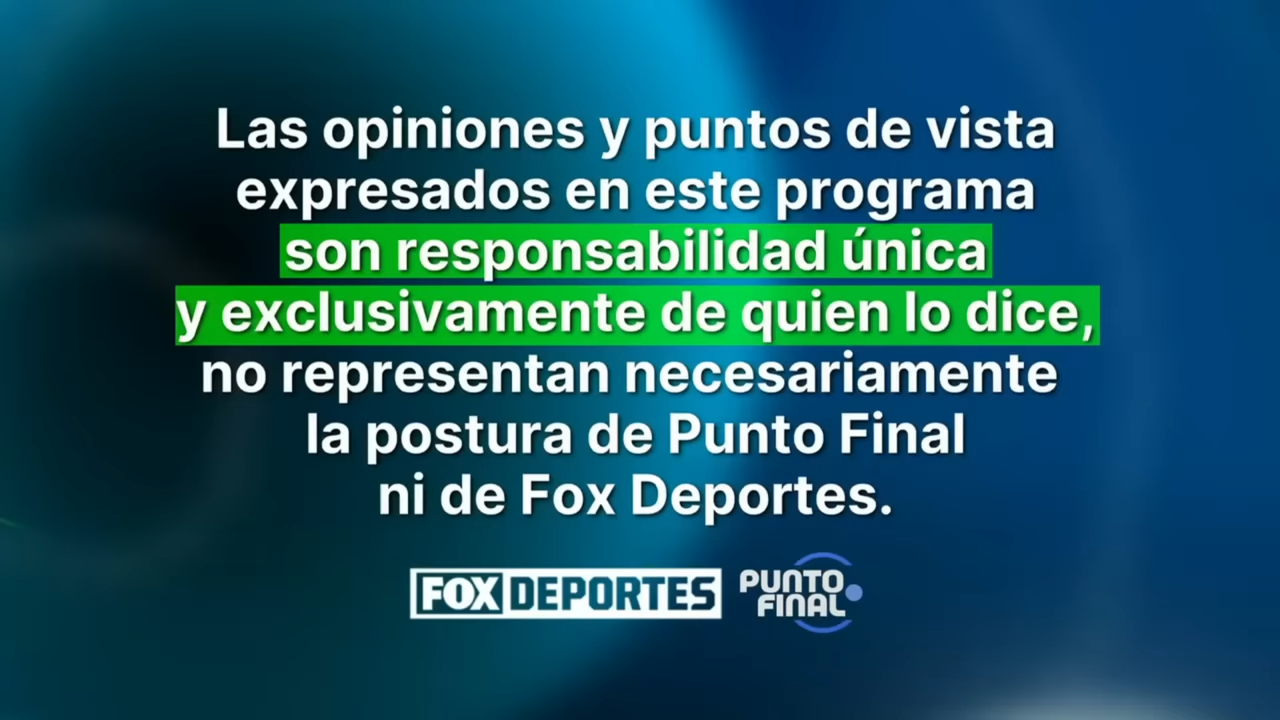 Las opiniones y puntos de vista
expresados en este programa
son responsabilidad única
y exclusivamente de quien lo dice,
no representan necesariamente
la postura de Punto Final
ni de Fox Deportes.
FOX DEPORTES
PUNTO
FINAL